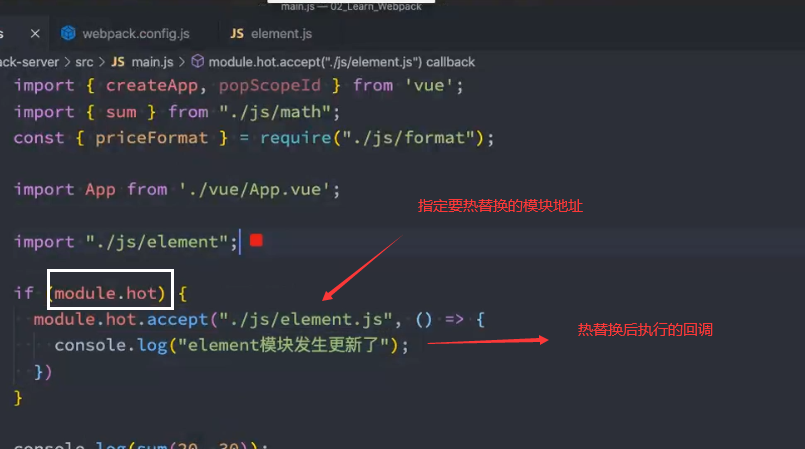 main.js — 02_Learn_Webpack
webpack.config.js
JS element.js
ack-server > src > JS main.js > module.hot.accept("./js/element.js") callback
import { createApp, popScopeId } from 'vue';
import { sum } from "./js/math";
const { priceFormat } = require("./js/format");
import App from './vue/App.vue';
指定要热替换的模块地址
import "./js/element";
if (module.hot) {
module.hot.accept("./js/element.js", () => {
热替换后执行的回调
console.log("element模块发生更新了");
})
}
console.log(sum(20, 30));